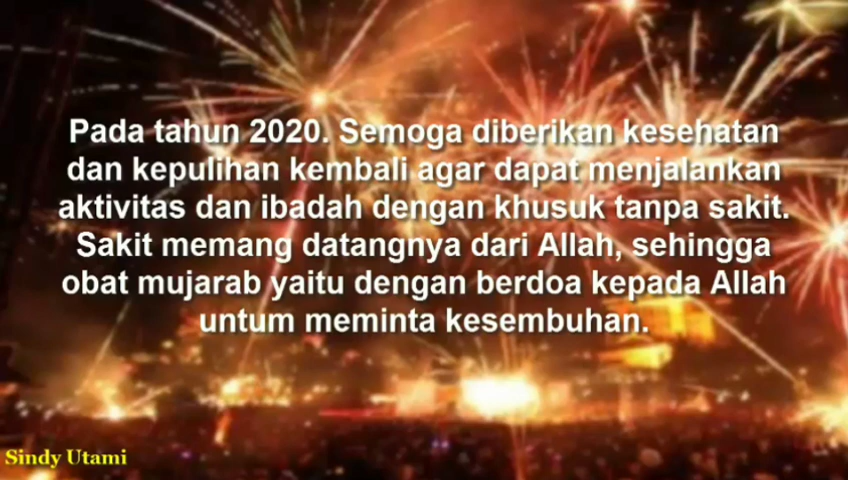 Pada tahun 2020. Semoga diberikan kesehatan
dan kepulihan kembali agar dapat menjalankan
aktivitas dan ibadah dengan khusuk tanpa sakit.
Sakit memang datangnya dari Allah, sehingga
obat mujarab yaitu dengan berdoa kepada Allah
untum meminta kesembuhan.
Sindy Utami